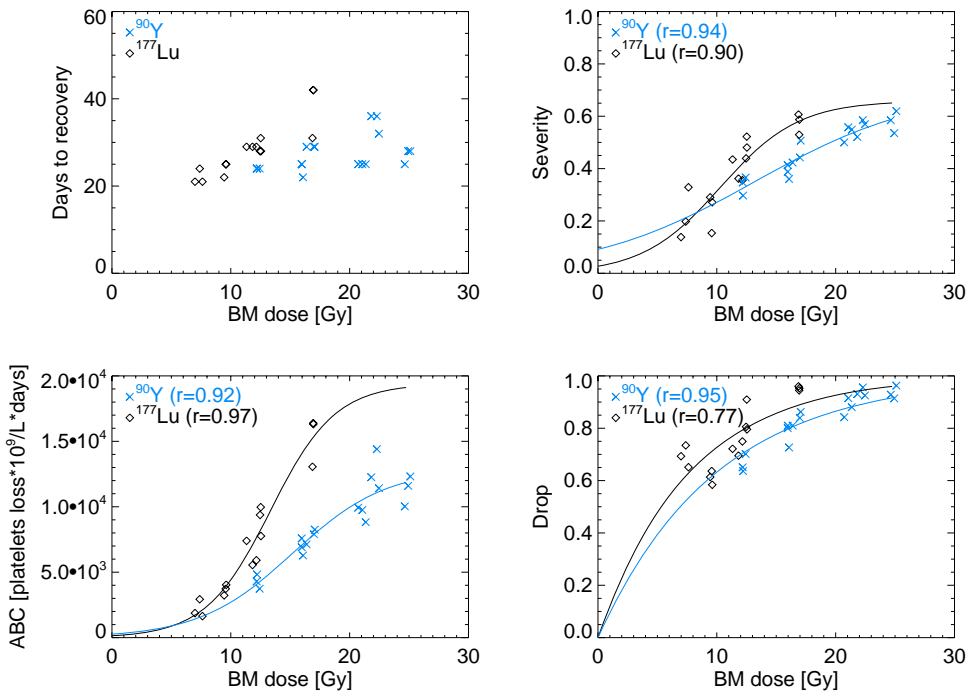 Days to recovery
60
40
20
0
⁹⁰Y
¹⁷⁷Lu
0 10 20 30
BM dose [Gy]
Severity
1.0
0.8
0.6
0.4
0.2
0.0
⁹⁰Y (r=0.94)
¹⁷⁷Lu (r=0.90)
0 10 20 30
BM dose [Gy]
ABC [platelets loss*10⁹/L*days]
2.0•10⁴
1.5•10⁴
1.0•10⁴
5.0•10³
0
⁹⁰Y (r=0.92)
¹⁷⁷Lu (r=0.97)
0 10 20 30
BM dose [Gy]
Drop
1.0
0.8
0.6
0.4
0.2
0.0
⁹⁰Y (r=0.95)
¹⁷⁷Lu (r=0.77)
0 10 20 30
BM dose [Gy]